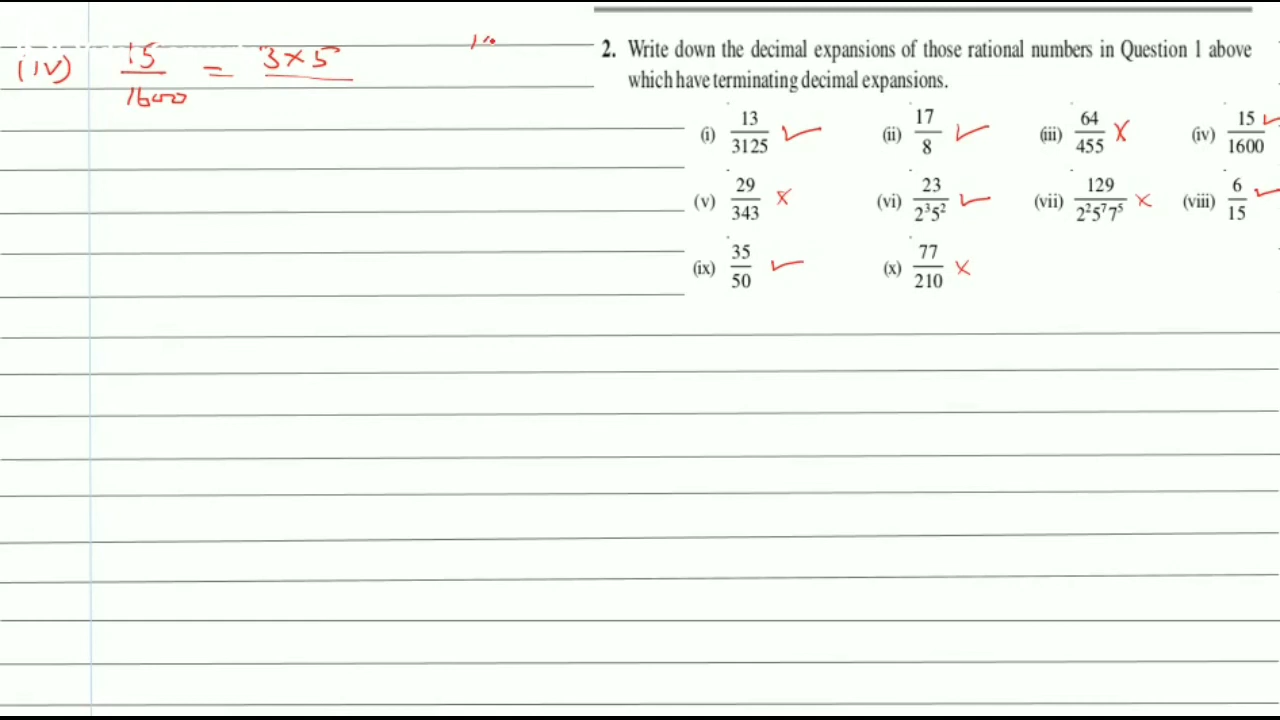 (iv) 15/1600 = 3×5
2. Write down the decimal expansions of those rational numbers in Question 1 above
which have terminating decimal expansions.
(i) 13/3125 ✓ (ii) 17/8 ✓ (iii) 64/455 ✗ (iv) 15/1600 ✓
(v) 29/343 ✗ (vi) 23/2³5² ✓ (vii) 129/2²5⁷7⁵ ✗ (viii) 6/15 ✓
(ix) 35/50 ✓ (x) 77/210 ✗